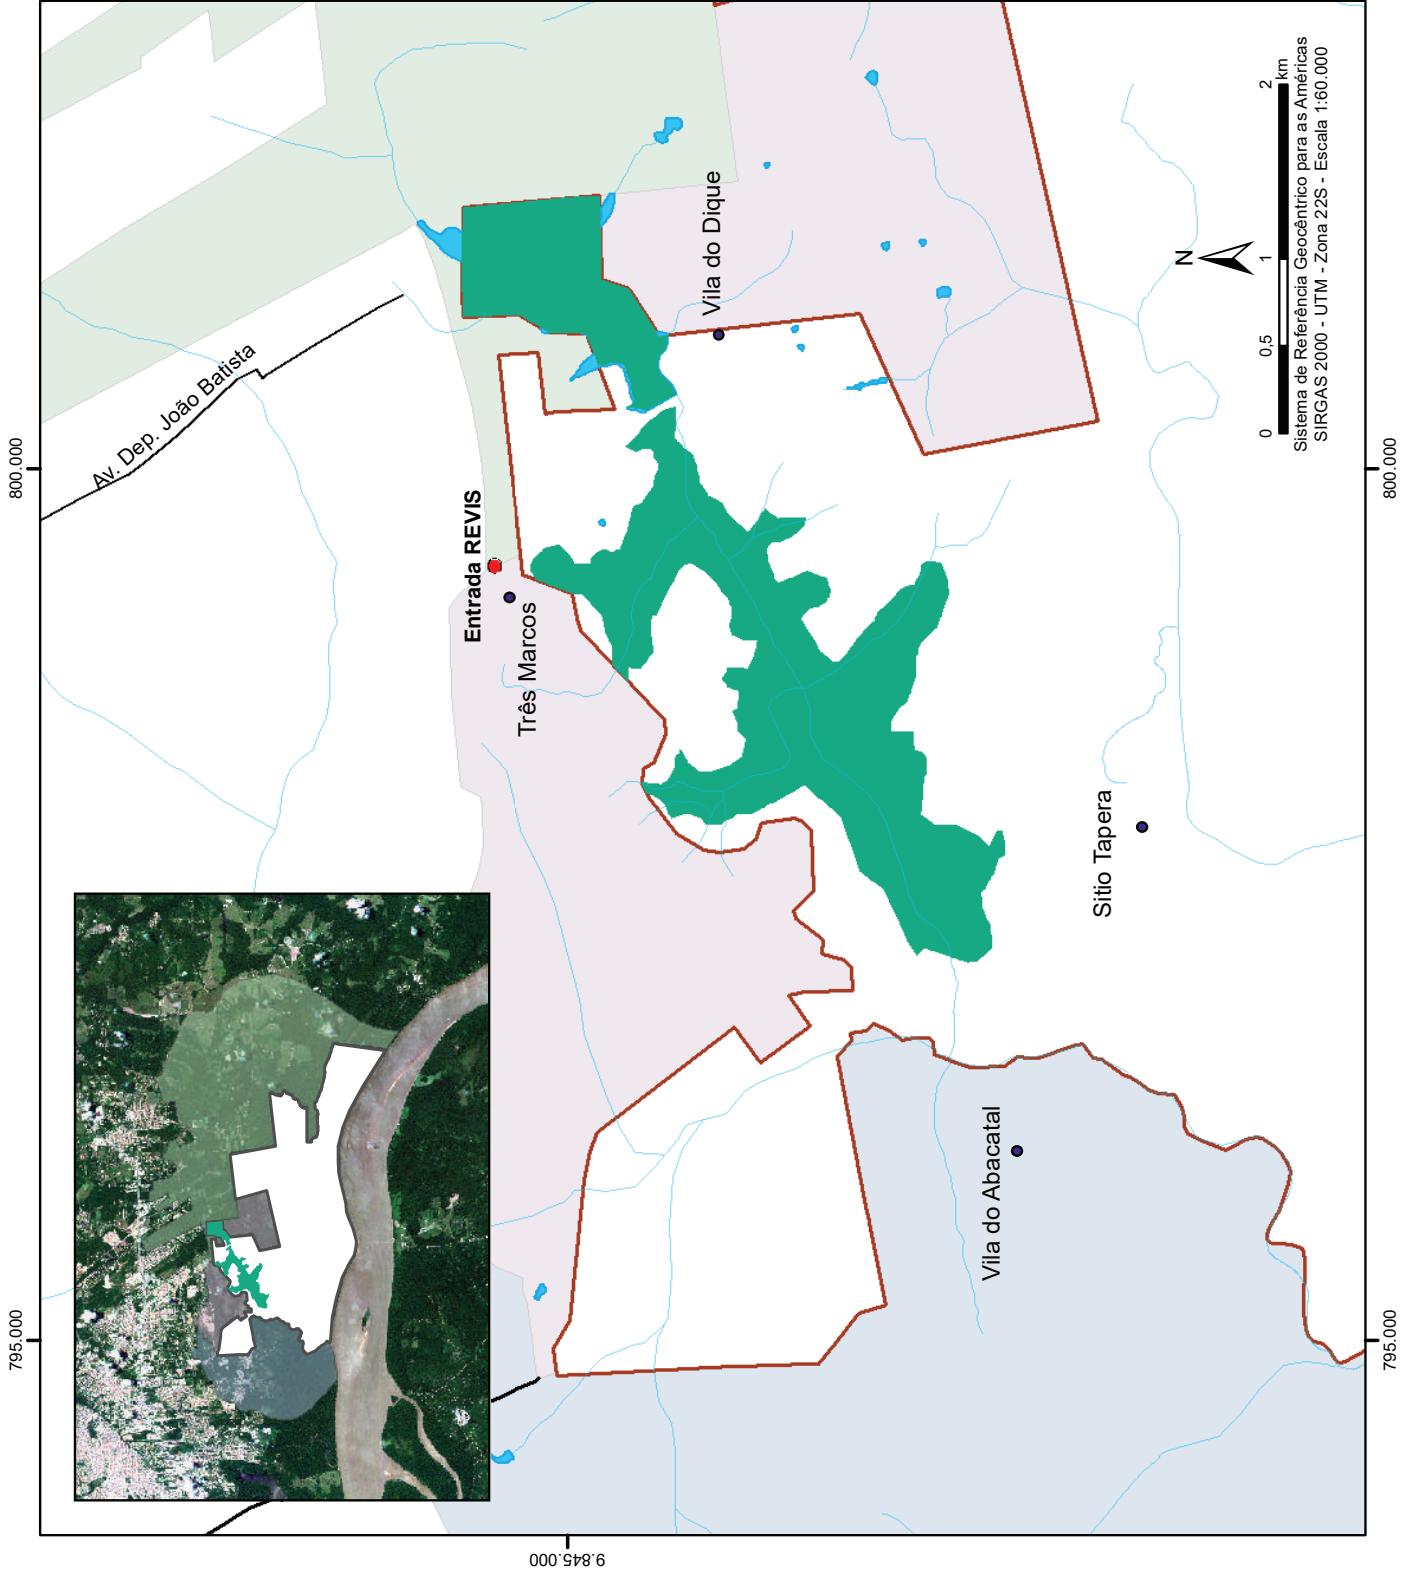 795.000
800.000
Av. Dep. João Batista
Entrada REVIS
Três Marcos
Vila do Dique
9.845.000
Vila do Abacatal
Sitio Tapera
N
0
0,5
1
2
km
Sistema de Referência Geocêntrico para as Américas
SIRGAS 2000 - UTM - Zona 22S - Escala 1:60.000
795.000
800.000